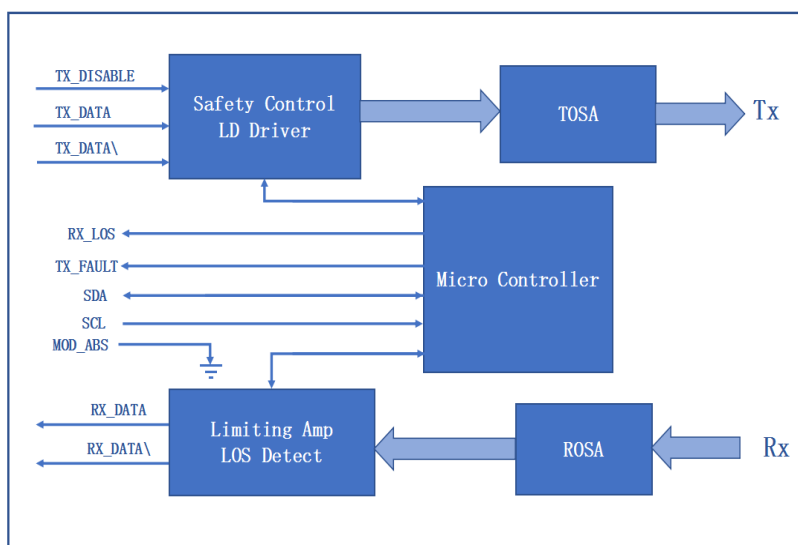 TX_DISABLE
TX_DATA
TX_DATA\
Safety Control
LD Driver
TOSA
Tx
RX_LOS
TX_FAULT
SDA
SCL
MOD_ABS
Micro Controller
RX_DATA
RX_DATA\
Limiting Amp
LOS Detect
ROSA
Rx